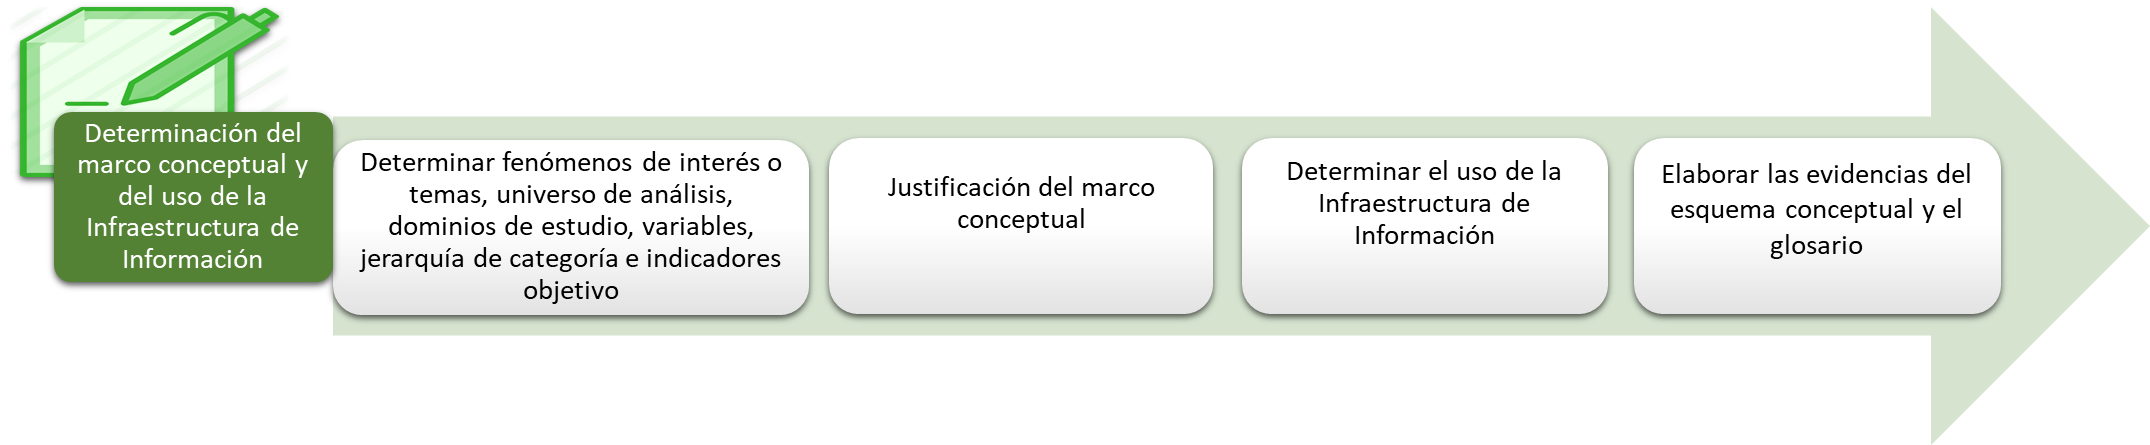 Determinación del
marco conceptual y
del uso de la
Infraestructura de
Información
Determinar fenómenos de interés o
temas, universo de análisis,
dominios de estudio, variables,
jerarquía de categoría e indicadores
objetivo
Justificación del marco
conceptual
Determinar el uso de la
Infraestructura de
Información
Elaborar las evidencias del
esquema conceptual y el
glosario